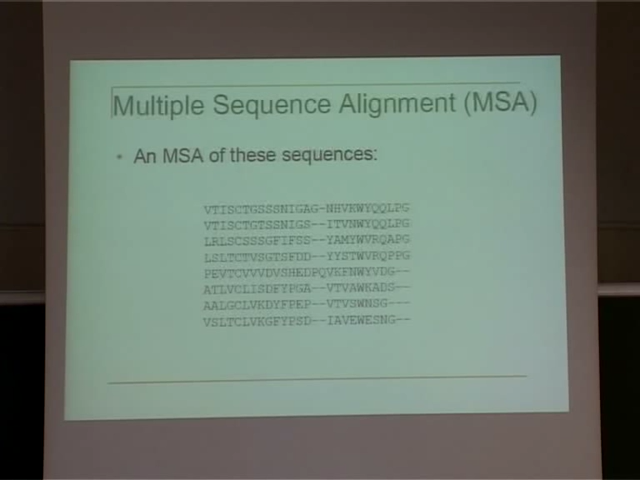 Multiple Sequence Alignment (MSA)
• An MSA of these sequences:
VTISCTGSSSNIGAG-NHVKWYQQLPG
VTISCTGTSSNIGS--ITVNWYQQLPG
LRLSCSSSGFIFSS--YAMYWVRQAPG
LSLTCTVSGTSFDD--YYSTWVRQPPG
PEVTCVVVDVSHEDPQVKFNWYVDG--
ATLVCLISDFYPGA--VTVAWKADS--
AALGCLVKDYFPEP--VTVSWNSG---
VSLTCLVKGFYPSD--IAVEWESNG--